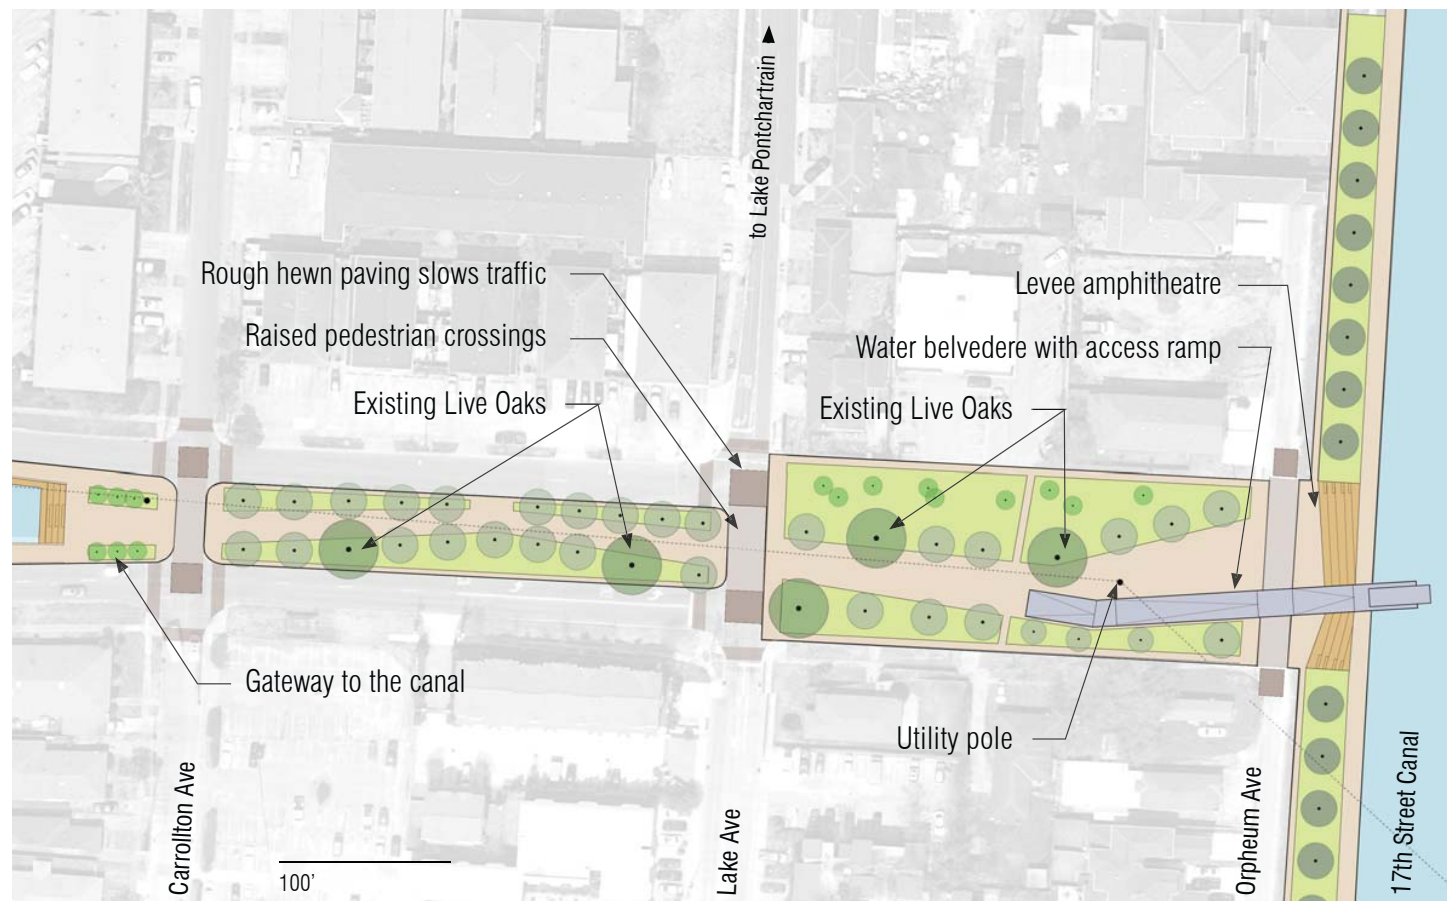 to Lake Pontchartrain
Rough hewn paving slows traffic
Levee amphitheatre
Raised pedestrian crossings
Water belvedere with access ramp
Existing Live Oaks
Existing Live Oaks
Gateway to the canal
Utility pole
Carrollton Ave
Lake Ave
Orpheum Ave
17th Street Canal
100’